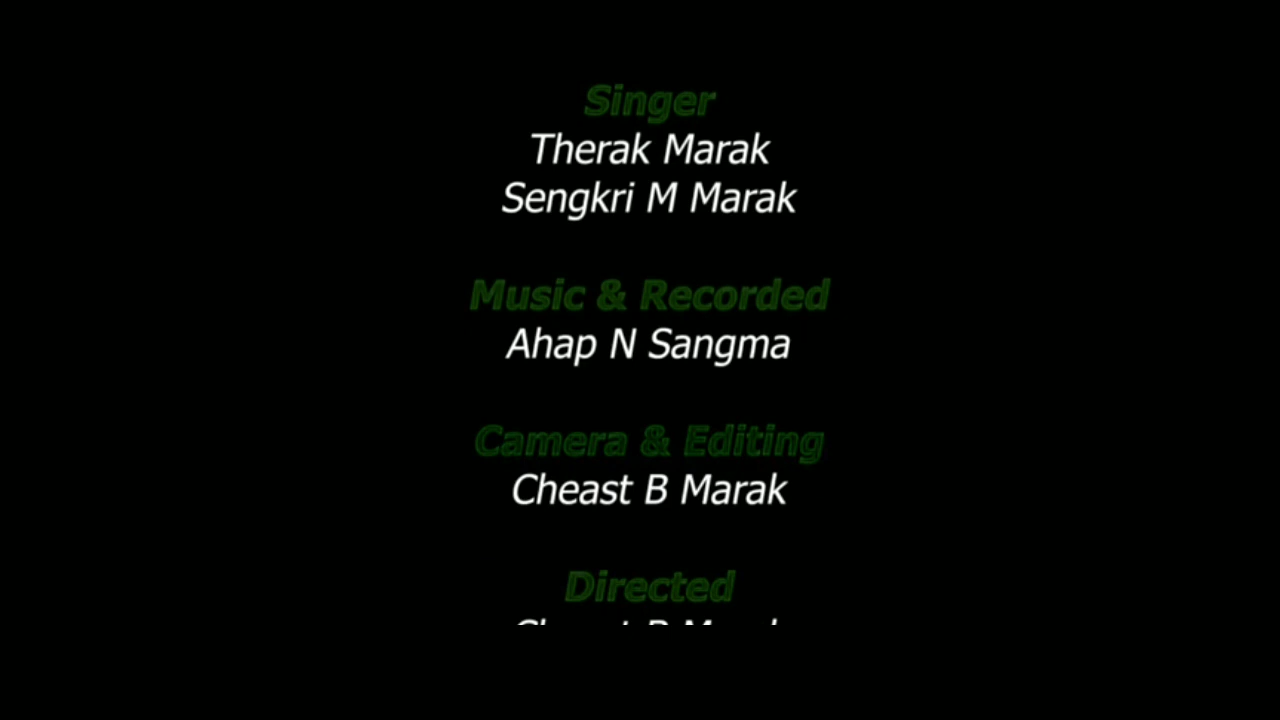 Singer
Therak Marak
Sengkri M Marak
Music & Recorded
Ahap N Sangma
Camera & Editing
Cheast B Marak
Directed